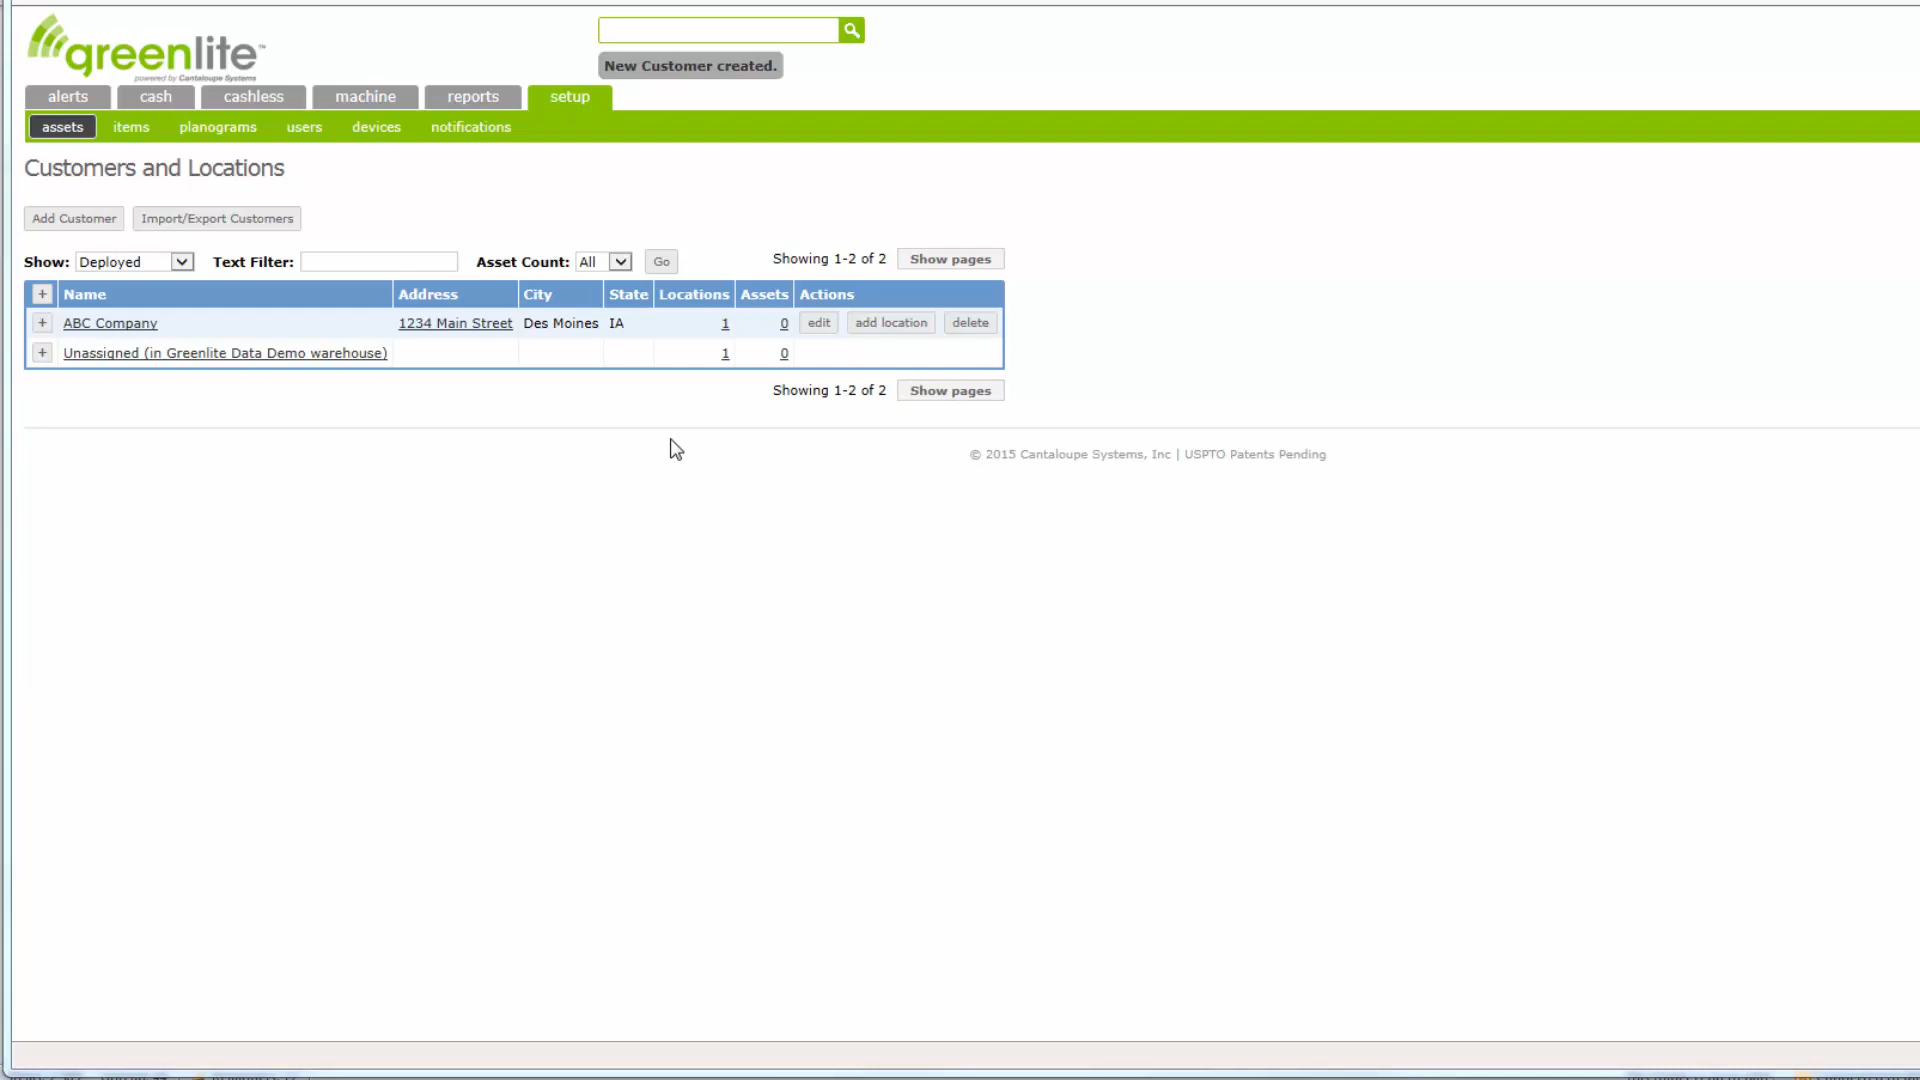 greenlite™
powered by Cantaloupe Systems
New Customer created.
alerts cash cashless machine reports setup
assets items planograms users devices notifications
Customers and Locations
Add Customer Import/Export Customers
Show: Deployed Text Filter: Asset Count: All Go Showing 1-2 of 2 Show pages
+ Name Address City State Locations Assets Actions
+ ABC Company 1234 Main Street Des Moines IA 1 0 edit add location delete
+ Unassigned (in Greenlite Data Demo warehouse) 1 0
Showing 1-2 of 2 Show pages
© 2015 Cantaloupe Systems, Inc | USPTO Patents Pending